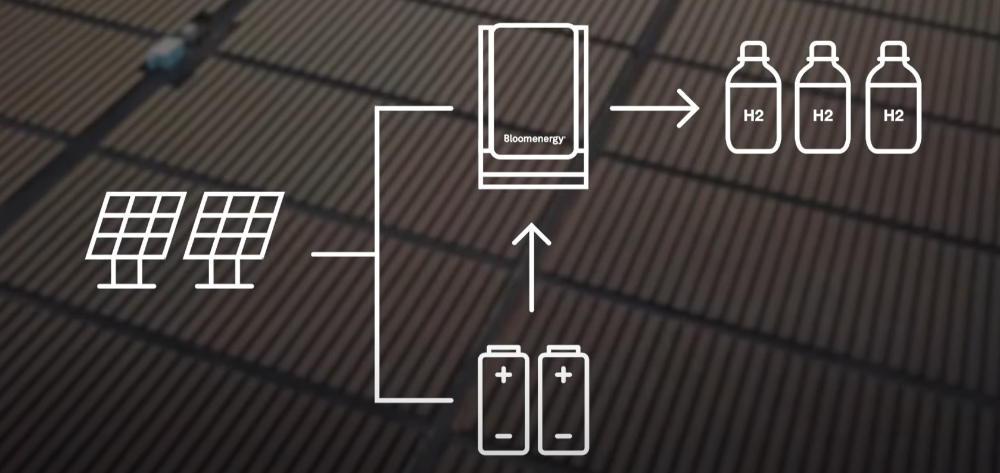 Bloomenergy
H2 H2 H2
+ +
− −